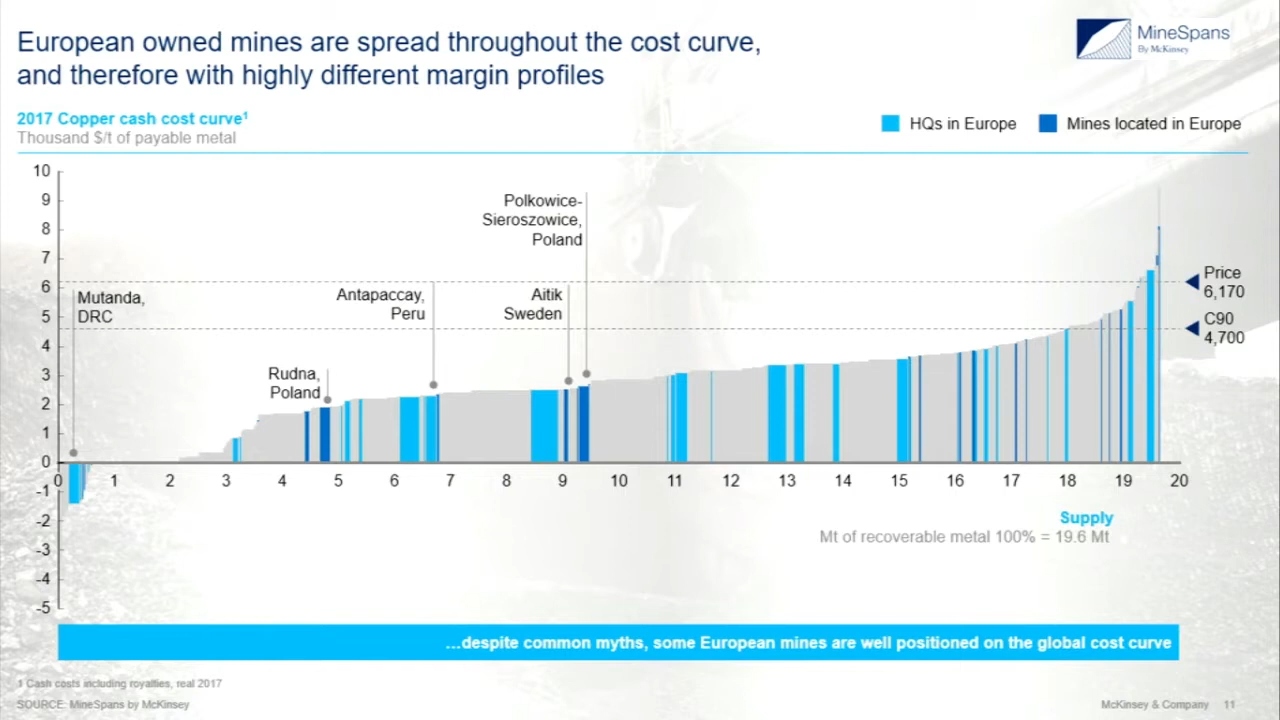 European owned mines are spread throughout the cost curve,
and therefore with highly different margin profiles
MineSpans
By McKinsey
2017 Copper cash cost curve¹
Thousand $/t of payable metal
HQs in Europe
Mines located in Europe
10
9
8
7
6
5
4
3
2
1
0
-1
-2
-3
-4
-5
Mutanda,
DRC
Rudna,
Poland
Antapaccay,
Peru
Aitik
Sweden
Polkowice-
Sieroszowice,
Poland
Price
6,170
C90
4,700
0 1 2 3 4 5 6 7 8 9 10 11 12 13 14 15 16 17 18 19 20
Supply
Mt of recoverable metal 100% = 19.6 Mt
...despite common myths, some European mines are well positioned on the global cost curve
1 Cash costs including royalties, real 2017
SOURCE: MineSpans by McKinsey
McKinsey & Company 11